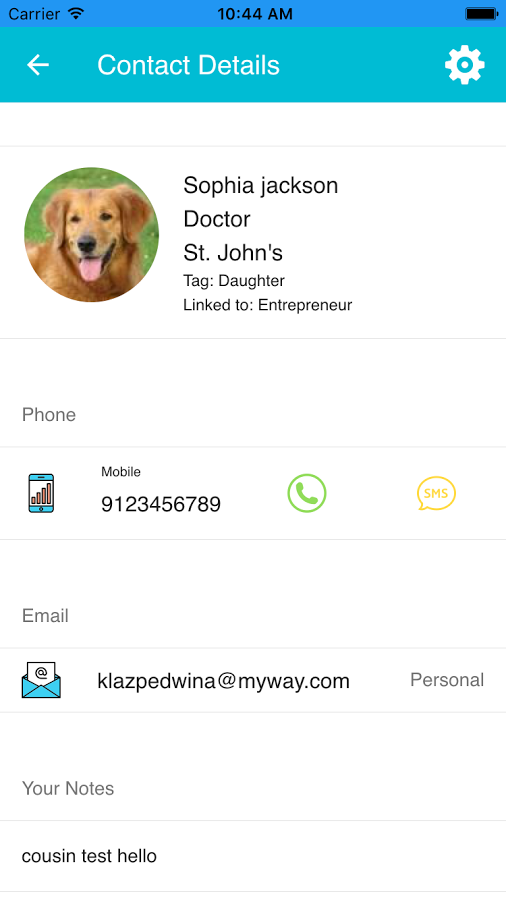 Carrier 10:44 AM
Contact Details
Sophia jackson
Doctor
St. John's
Tag: Daughter
Linked to: Entrepreneur
Phone
Mobile
9123456789
SMS
Email
@
klazpedwina@myway.com Personal
Your Notes
cousin test hello